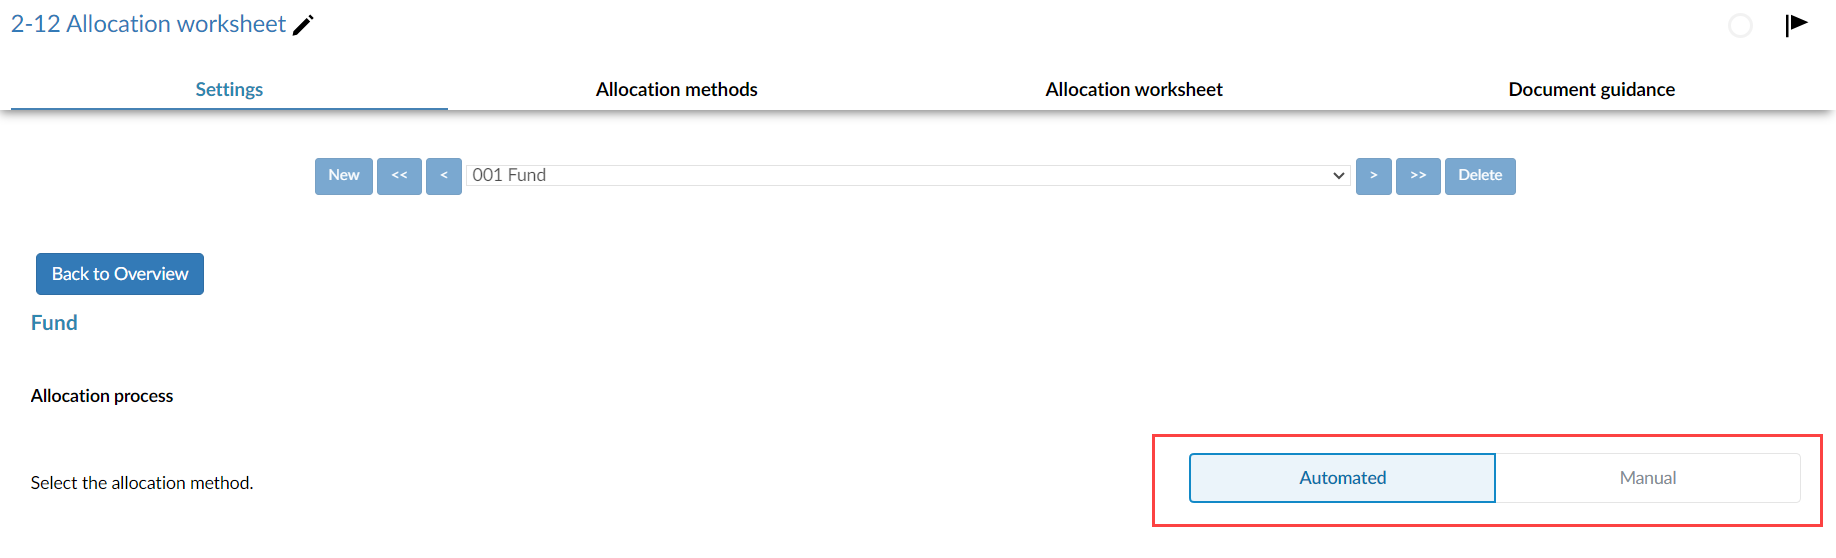 2-12 Allocation worksheet
Settings Allocation methods Allocation worksheet Document guidance
New << < 001 Fund > >> Delete
Back to Overview
Fund
Allocation process
Select the allocation method. Automated Manual